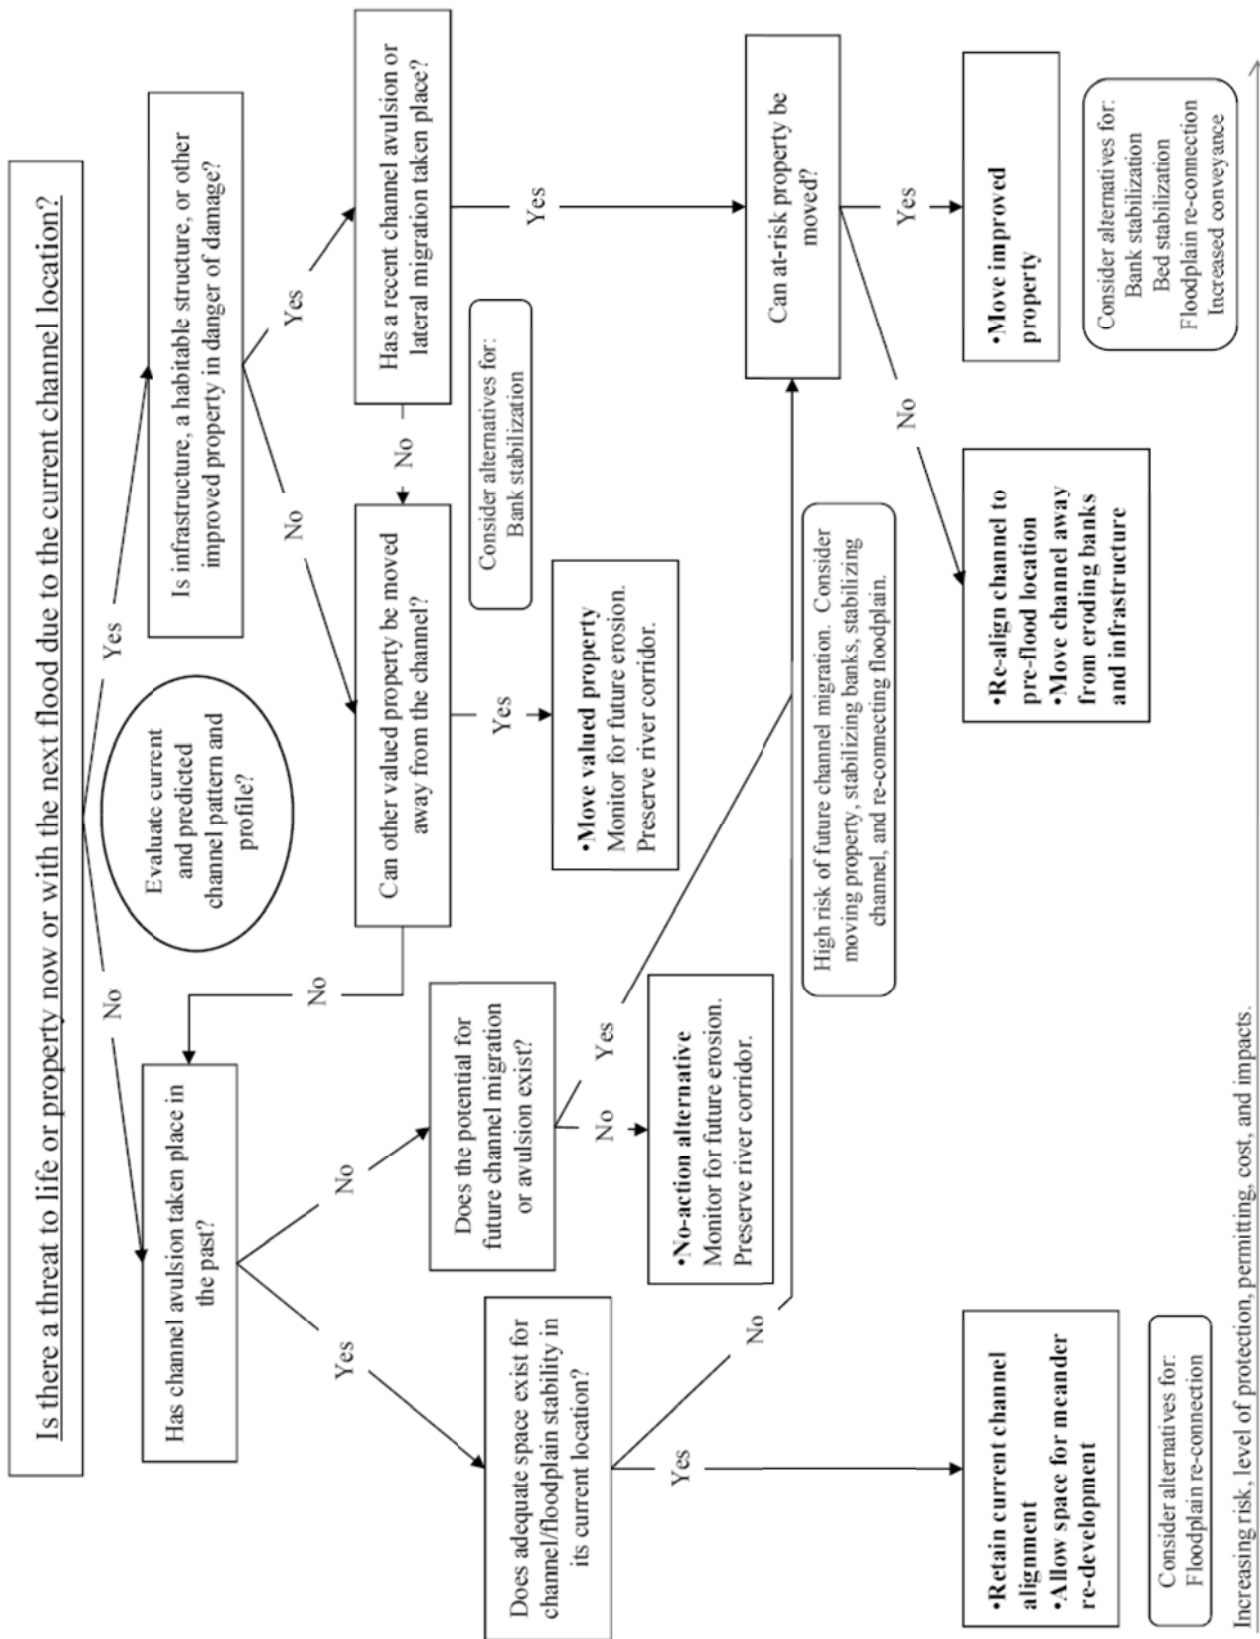 Is there a threat to life or property now or with the next flood due to the current channel location?
No
Yes
Evaluate current
and predicted
channel pattern and
profile?
Has channel avulsion taken place in
the past?
Is infrastructure, a habitable structure, or other
improved property in danger of damage?
Yes
No
No
No
Yes
Can other valued property be moved
away from the channel?
No
Has a recent channel avulsion or
lateral migration taken place?
Does the potential for
future channel migration
or avulsion exist?
Consider alternatives for:
Bank stabilization
Does adequate space exist for
channel/floodplain stability in
its current location?
No
Yes
Yes
Yes
•Move valued property
Monitor for future erosion.
Preserve river corridor.
•No-action alternative
Monitor for future erosion.
Preserve river corridor.
Yes
No
Can at-risk property be
moved?
High risk of future channel migration. Consider
moving property, stabilizing banks, stabilizing
channel, and re-connecting floodplain.
No
Yes
•Retain current channel
alignment
•Allow space for meander
re-development
•Re-align channel to
pre-flood location
•Move channel away
from eroding banks
and infrastructure
•Move improved
property
Consider alternatives for:
Floodplain re-connection
Consider alternatives for:
Bank stabilization
Bed stabilization
Floodplain re-connection
Increased conveyance
Increasing risk, level of protection, permitting, cost, and impacts.